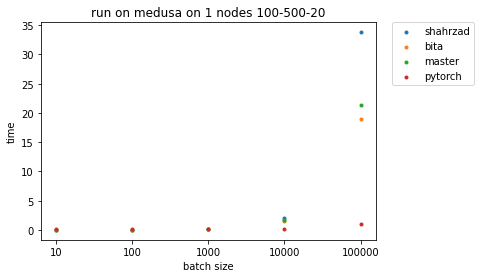 run on medusa on 1 nodes 100-500-20
35
30
25
20
15
10
5
0
time
10
100
1000
10000
100000
batch size
shahrzad
bita
master
pytorch